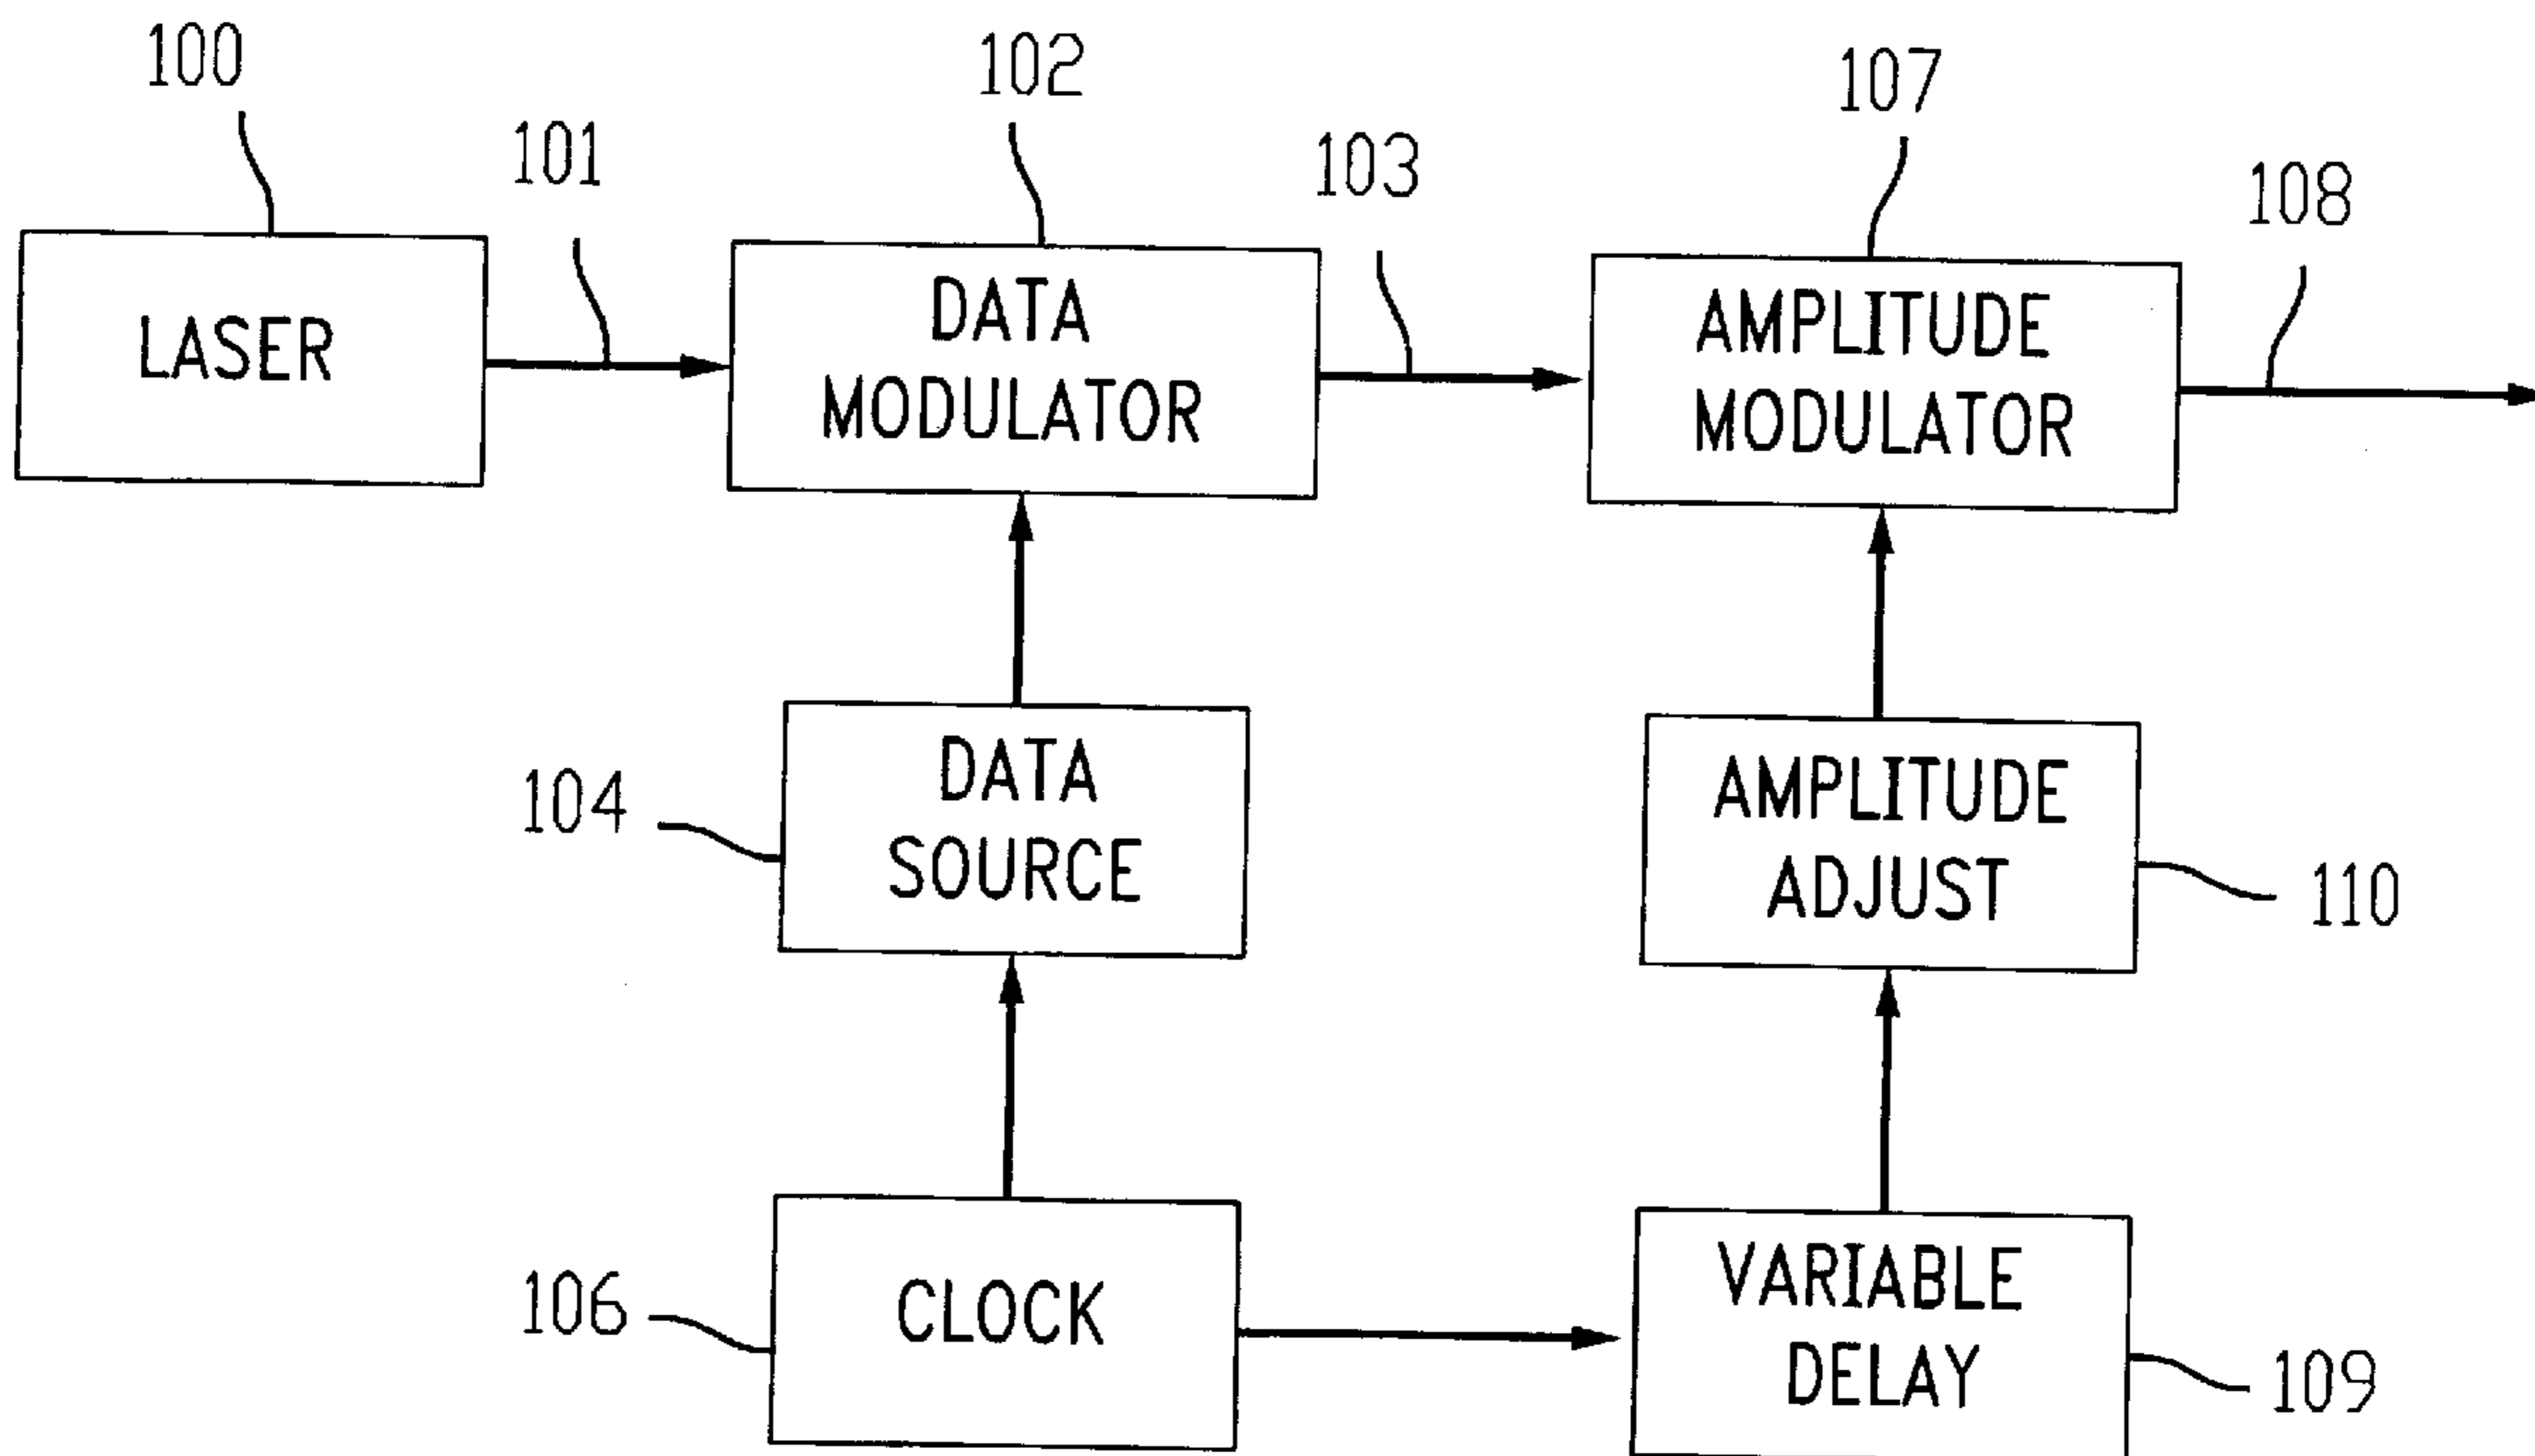 100
101
102
103
107
108
LASER
DATA
MODULATOR
AMPLITUDE
MODULATOR
104
DATA
SOURCE
AMPLITUDE
ADJUST
110
106
CLOCK
VARIABLE
DELAY
109